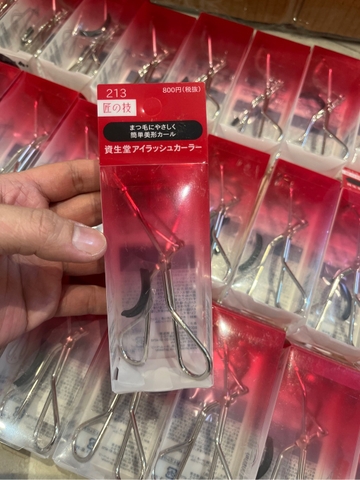 213
800円(税抜)
匠の技
まつ毛にやさしく
簡単美形カール
資生堂アイラッシュカーラー